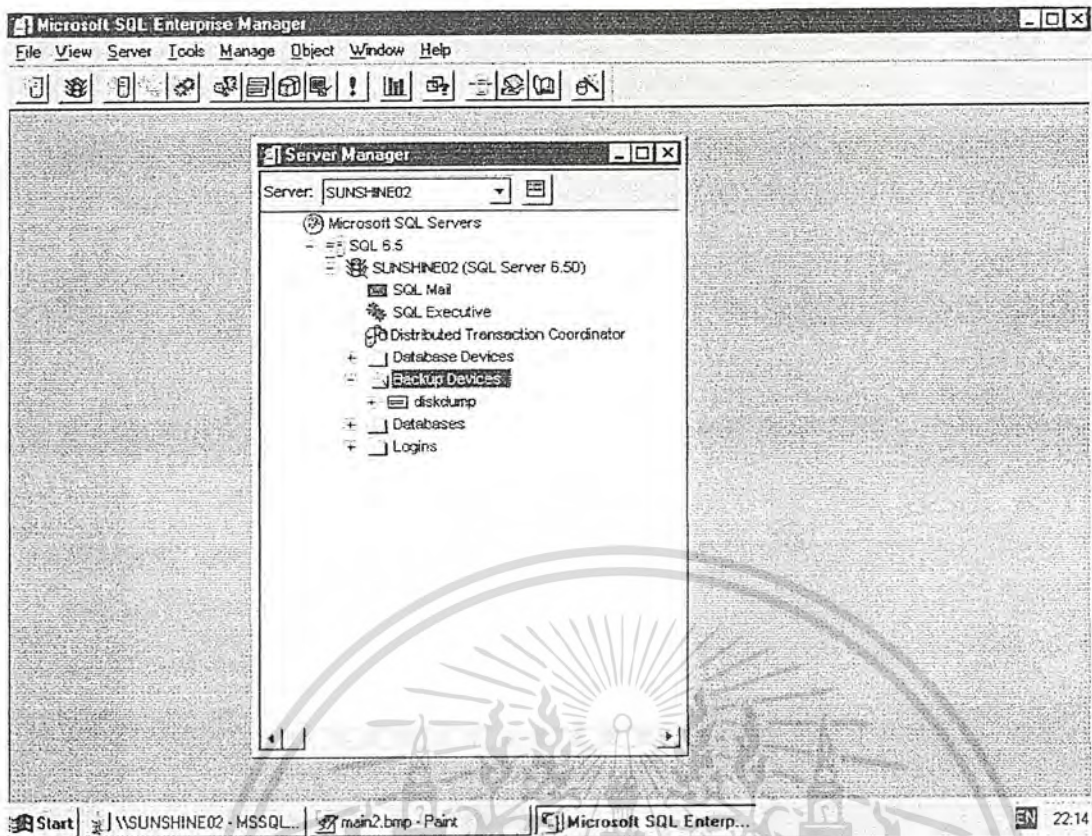 Microsoft SQL Enterprise Manager
File View Server Tools Manage Object Window Help
Server Manager
Server: SUNSHINE02
Microsoft SQL Servers
SQL 6.5
SUNSHINE02 (SQL Server 6.50)
SQL Mail
SQL Executive
Distributed Transaction Coordinator
Database Devices
Backup Devices
diskdump
Databases
Logins
Start \\SUNSHINE02 - MSSQL... main2.bmp - Paint Microsoft SQL Enterp... EN